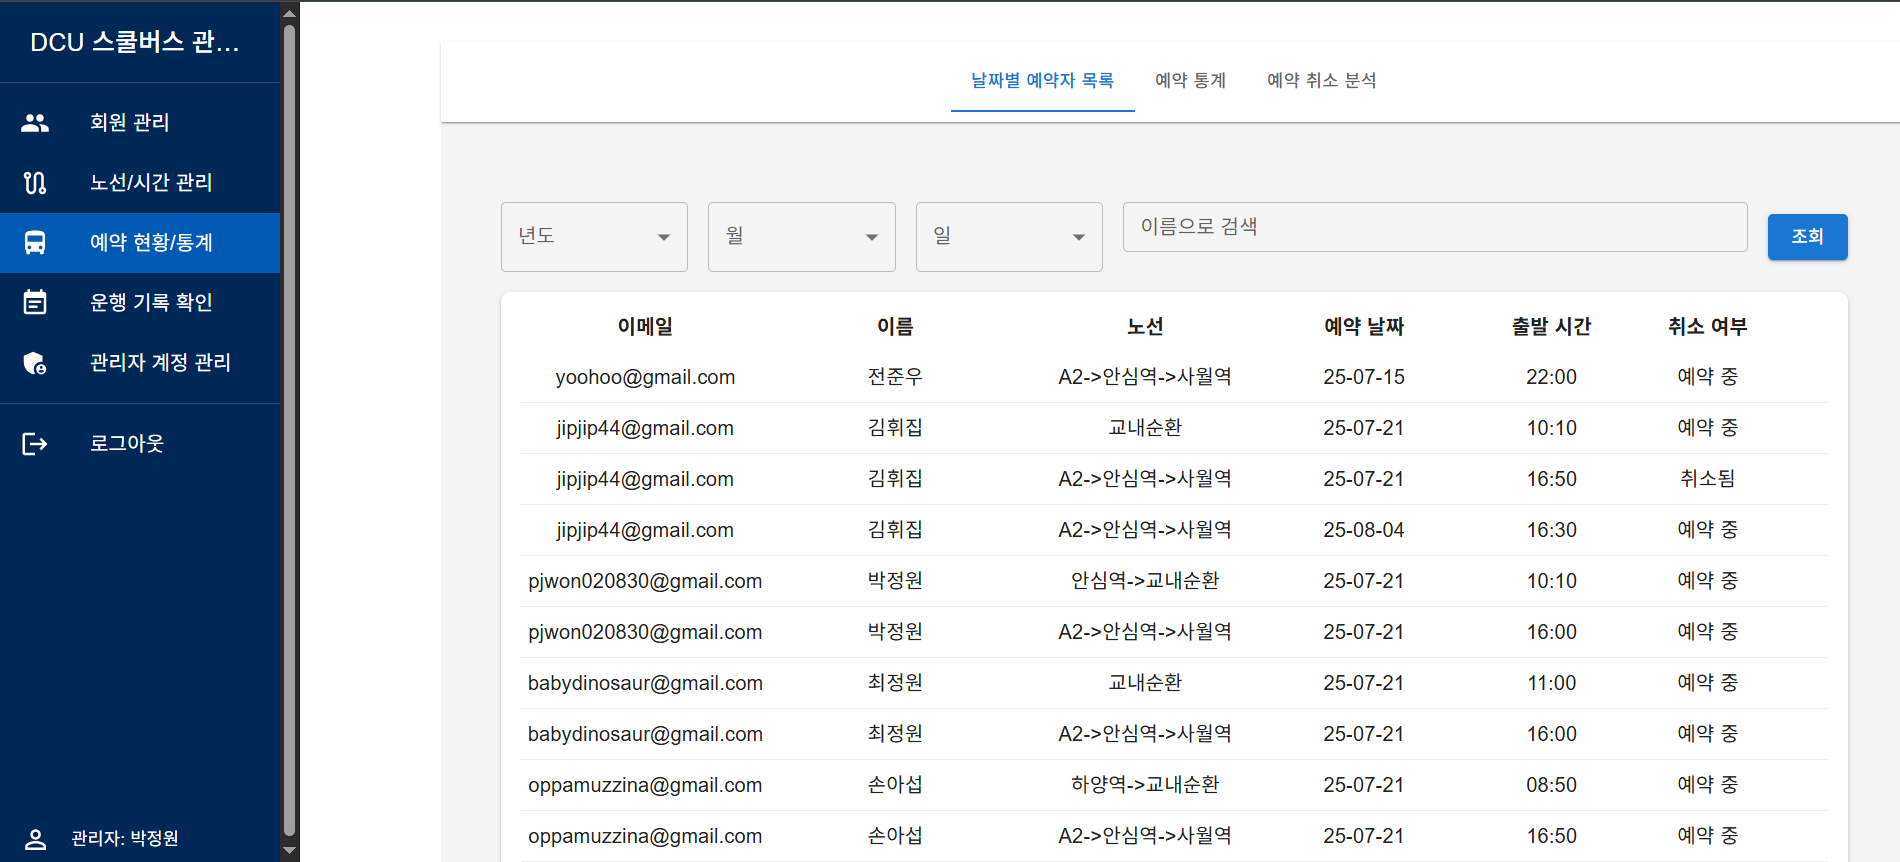 DCU 스쿨버스 관...
회원 관리
노선/시간 관리
예약 현황/통계
운행 기록 확인
관리자 계정 관리
로그아웃
관리자: 박정원
날짜별 예약자 목록 예약 통계 예약 취소 분석
년도 월 일 이름으로 검색 조회
이메일 이름 노선 예약 날짜 출발 시간 취소 여부
yoohoo@gmail.com 전준우 A2->안심역->사월역 25-07-15 22:00 예약 중
jipjip44@gmail.com 김휘집 교내순환 25-07-21 10:10 예약 중
jipjip44@gmail.com 김휘집 A2->안심역->사월역 25-07-21 16:50 취소됨
jipjip44@gmail.com 김휘집 A2->안심역->사월역 25-08-04 16:30 예약 중
pjwon020830@gmail.com 박정원 안심역->교내순환 25-07-21 10:10 예약 중
pjwon020830@gmail.com 박정원 A2->안심역->사월역 25-07-21 16:00 예약 중
babydinosaur@gmail.com 최정원 교내순환 25-07-21 11:00 예약 중
babydinosaur@gmail.com 최정원 A2->안심역->사월역 25-07-21 16:00 예약 중
oppamuzzina@gmail.com 손아섭 하양역->교내순환 25-07-21 08:50 예약 중
oppamuzzina@gmail.com 손아섭 A2->안심역->사월역 25-07-21 16:50 예약 중